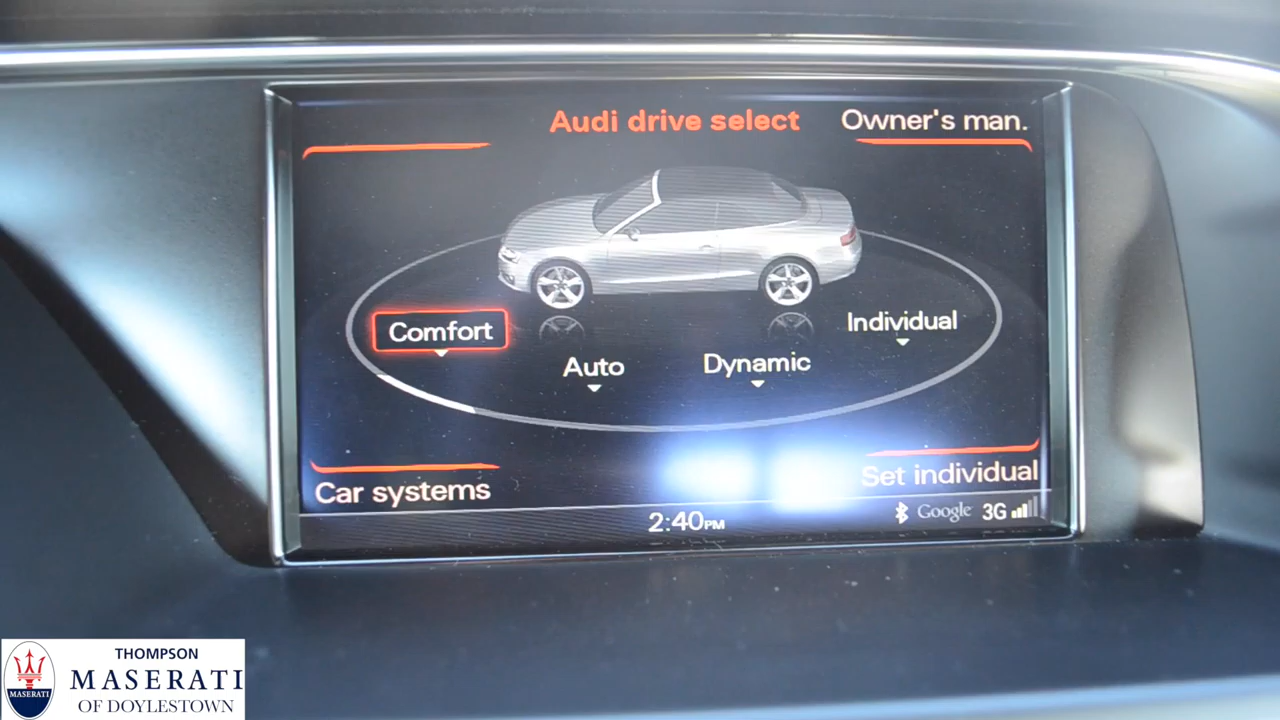 Audi drive select
Owner's man.
Comfort
Auto
Dynamic
Individual
Car systems
Set individual
2:40PM
Google 3G
THOMPSON
MASERATI
MASERATI
OF DOYLESTOWN